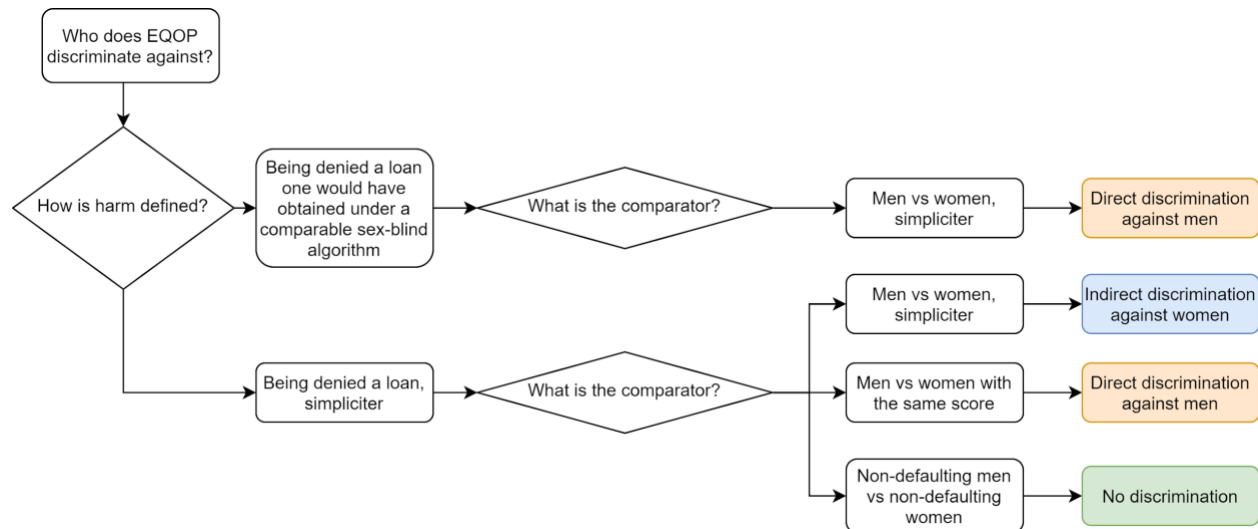 Who does EQOP
discriminate against?
How is harm defined?
Being denied a loan
one would have
obtained under a
comparable sex-blind
algorithm
What is the comparator?
Men vs women,
simpliciter
Direct discrimination
against men
Being denied a loan,
simpliciter
What is the comparator?
Men vs women,
simpliciter
Indirect discrimination
against women
Men vs women with
the same score
Direct discrimination
against men
Non-defaulting men
vs non-defaulting
women
No discrimination